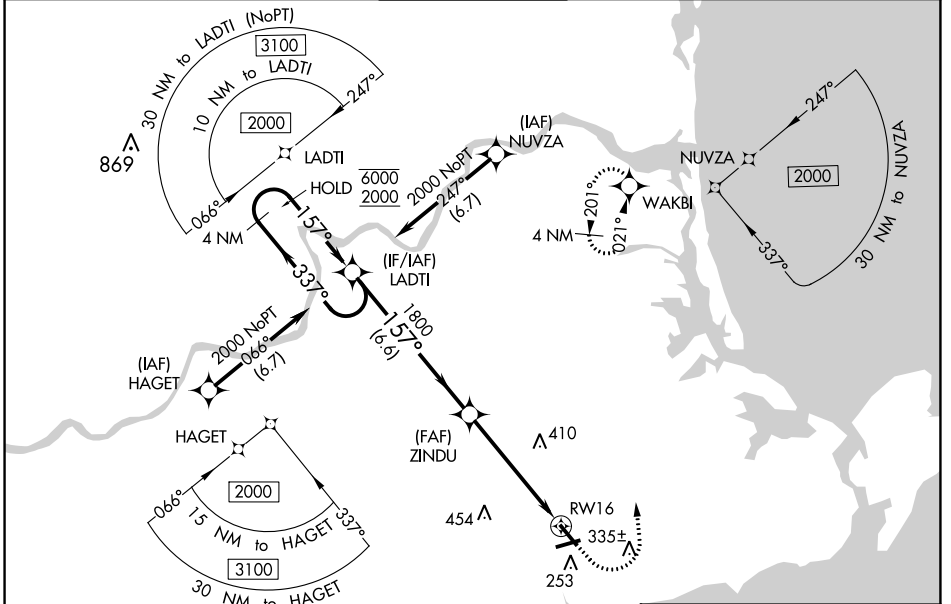 30 NM to LADTI (NoPT)
3100
10 NM to LADTI
2000
247°
066°
LADTI
869
HOLD
6000
2000
4 NM
157°
337°
(IF/IAF)
LADTI
2000 NoPT
247°
(6.7)
(IAF)
NUVZA
201°
021°
4 NM
WAKBI
NUVZA
247°
2000
337°
30 NM to NUVZA
2000 NoPT
066°
(6.7)
(IAF)
HAGET
1800
157°
(6.6)
(FAF)
ZINDU
410
454
RW16
335±
253
HAGET
066°
2000
337°
15 NM to HAGET
3100
30 NM to HAGET